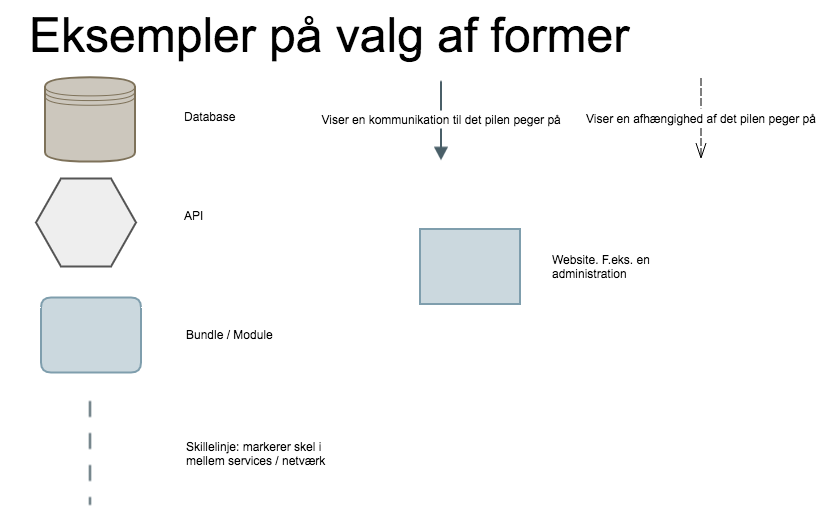 Eksempler på valg af former
Database
Viser en kommunikation til det pilen peger på
Viser en afhængighed af det pilen peger på
API
Website. F.eks. en
administration
Bundle / Module
Skillelinje: markerer skel i
mellem services / netværk